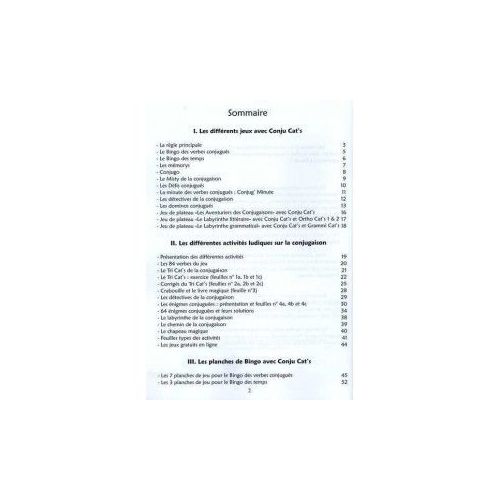 Sommaire
I. Les différents jeux avec Conju Cat's
- La règle principale 3
- Le Bingo des verbes conjugués 5
- Le Bingo des temps 6
- Les mémorys 7
- Conjugo 8
- Le Misty de la conjugaison 9
- Les Défis conjugués 10
- La minute des verbes conjugués : Conjug' Minute 11
- Les détectives de la conjugaison 12
- Les dominos conjugués 13
- Jeu de plateau «Les Aventuriers des Conjugaisons» avec Conju Cat's 16
- Jeu de plateau «Le Labyrinthe littéraire» avec Conju Cat's et Ortho Cat's 1 & 2 17
- Jeu de plateau «Le Labyrinthe grammatical» avec Conju Cat's et Grammi Cat's 18
II. Les différentes activités ludiques sur la conjugaison
- Présentation des différentes activités 19
- Les 84 verbes du jeu 20
- Le Tri Cat's de la conjugaison 21
- Le Tri Cat's : exercice (feuilles n° 1a, 1b et 1c) 22
- Corrigés du Tri Cat's (feuilles n° 2a, 2b et 2c) 25
- Crabouille et le livre magique (feuille n°3) 28
- Les détectives de la conjugaison 29
- Les énigmes conjuguées : présentation et feuilles n° 4a, 4b et 4c 30
- 64 énigmes conjuguées et leurs solutions 34
- Le labyrinthe de la conjugaison 38
- Le chemin de la conjugaison 39
- Le chapeau magique 40
- Feuilles types des activités 41
- Les jeux gratuits en ligne 44
III. Les planches de Bingo avec Conju Cat's
- Les 7 planches de jeu pour le Bingo des verbes conjugués 45
- Les 3 planches de jeu pour le Bingo des temps 52
2